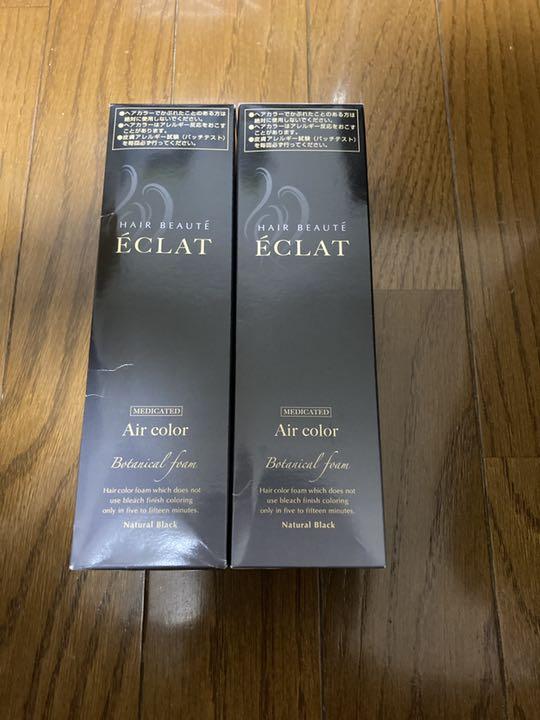 ●ヘアカラーでかぶれたことのある方は
絶対に使用しないでください。
●ヘアカラーはアレルギー反応をおこす
ことがあります。
●皮膚アレルギー試験（パッチテスト）
を毎回必ず行ってください。
HAIR BEAUTÉ
ÉCLAT
MEDICATED
Air color
Botanical foam
Hair color foam which does not
use bleach finish coloring
only in five to fifteen minutes.
Natural Black
●ヘアカラーでかぶれたことのある方は
絶対に使用しないでください。
●ヘアカラーはアレルギー反応をおこす
ことがあります。
●皮膚アレルギー試験（パッチテスト）
を毎回必ず行ってください。
HAIR BEAUTÉ
ÉCLAT
MEDICATED
Air color
Botanical foam
Hair color foam which does not
use bleach finish coloring
only in five to fifteen minutes.
Natural Black